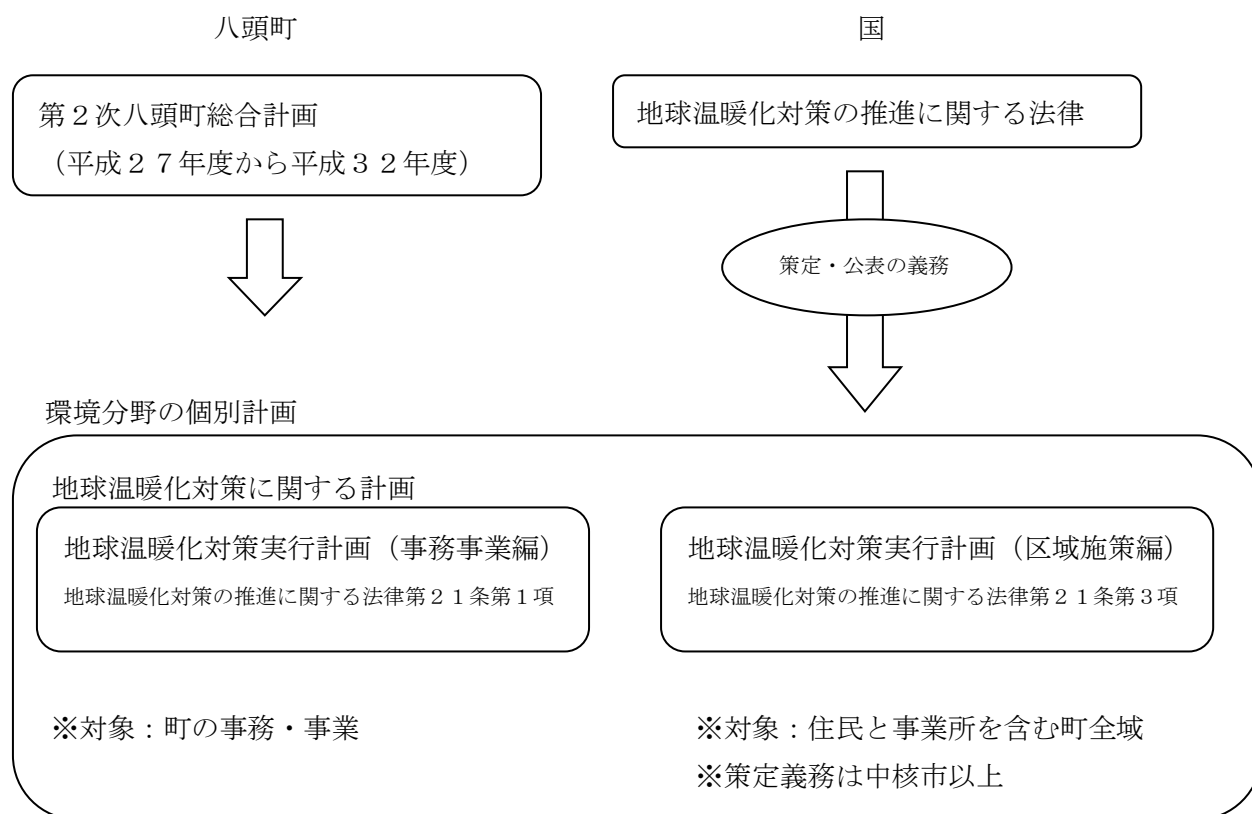 八頭町
国
第２次八頭町総合計画
（平成２７年度から平成３２年度）
地球温暖化対策の推進に関する法律
策定・公表の義務
環境分野の個別計画
地球温暖化対策に関する計画
地球温暖化対策実行計画（事務事業編）
地球温暖化対策の推進に関する法律第２１条第１項
地球温暖化対策実行計画（区域施策編）
地球温暖化対策の推進に関する法律第２１条第３項
※対象：町の事務・事業
※対象：住民と事業所を含む町全域
※策定義務は中核市以上